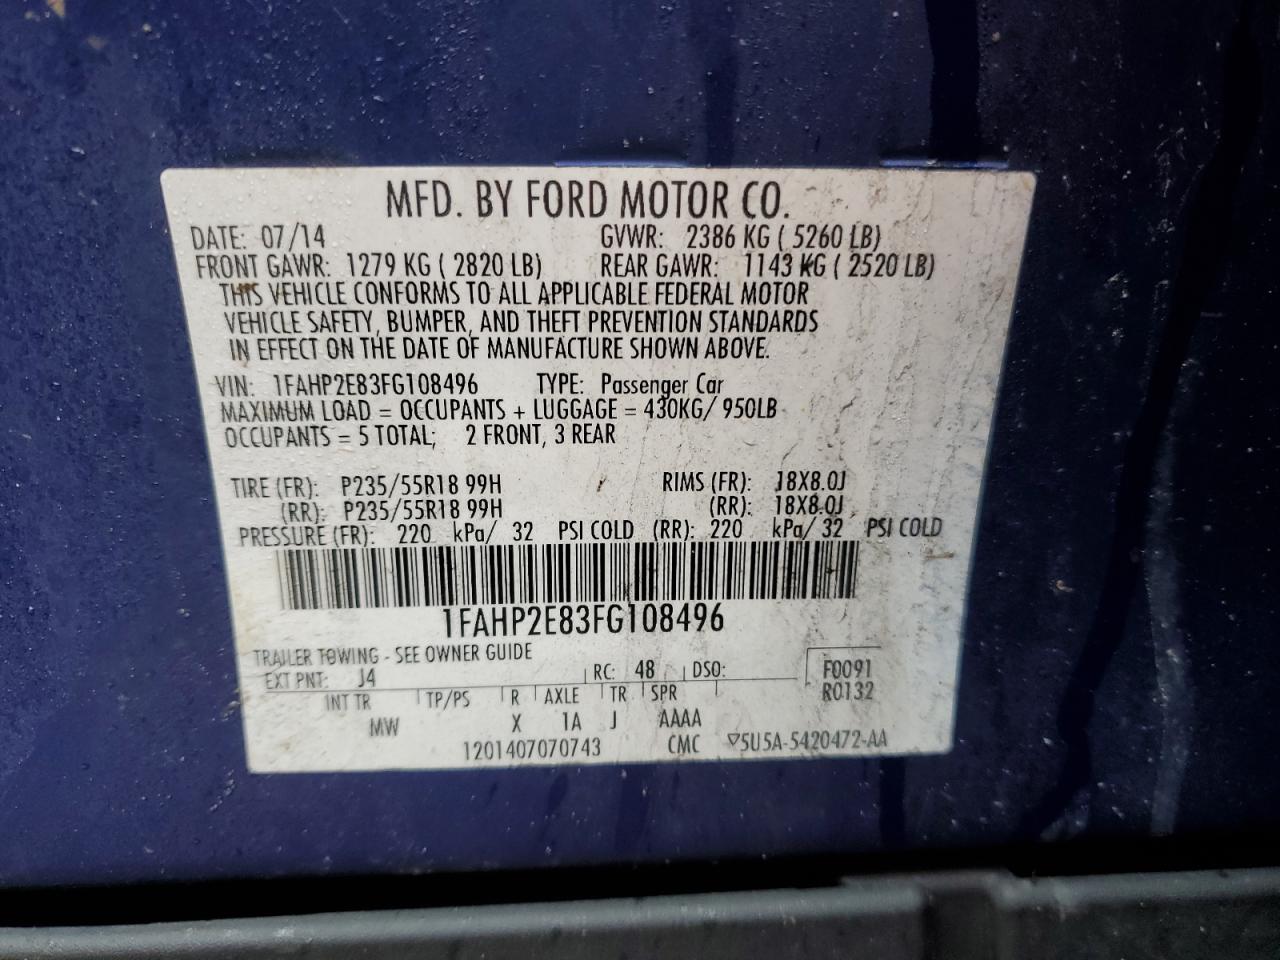 MFD. BY FORD MOTOR CO.
DATE: 07/14 GVWR: 2386 KG ( 5260 LB)
FRONT GAWR: 1279 KG ( 2820 LB) REAR GAWR: 1143 KG ( 2520 LB)
THIS VEHICLE CONFORMS TO ALL APPLICABLE FEDERAL MOTOR
VEHICLE SAFETY, BUMPER, AND THEFT PREVENTION STANDARDS
IN EFFECT ON THE DATE OF MANUFACTURE SHOWN ABOVE.
VIN: 1FAHP2E83FG108496 TYPE: Passenger Car
MAXIMUM LOAD = OCCUPANTS + LUGGAGE = 430KG/ 950LB
OCCUPANTS = 5 TOTAL; 2 FRONT, 3 REAR
TIRE (FR): P235/55R18 99H RIMS (FR): 18X8.0J
(RR): P235/55R18 99H (RR): 18X8.0J
PRESSURE (FR): 220 kPa/ 32 PSI COLD (RR): 220 kPa/ 32 PSI COLD
1FAHP2E83FG108496
TRAILER TOWING - SEE OWNER GUIDE
EXT PNT: J4 RC: 48 DSO: F0091
R0132
INT TR TP/PS R AXLE TR SPR
MW X 1A J AAAA
1201407070743 CMC ▽5U5A-5420472-AA